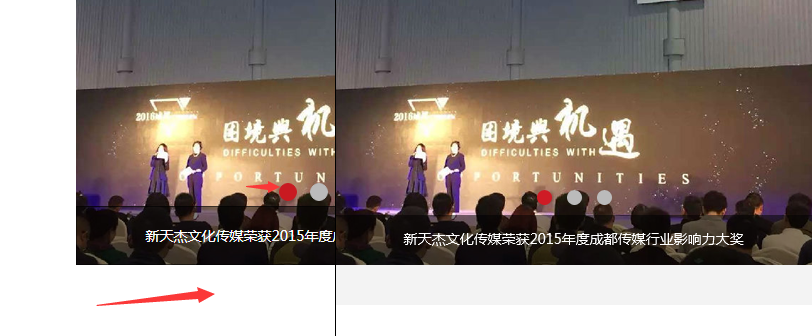 2016
困境與机
DIFFICULTIES WITH
PORTUN
新天杰文化传媒荣获2015年度
2016
困境與机遇
DIFFICULTIES WITH
PORTUNITIES
新天杰文化传媒荣获2015年度成都传媒行业影响力大奖